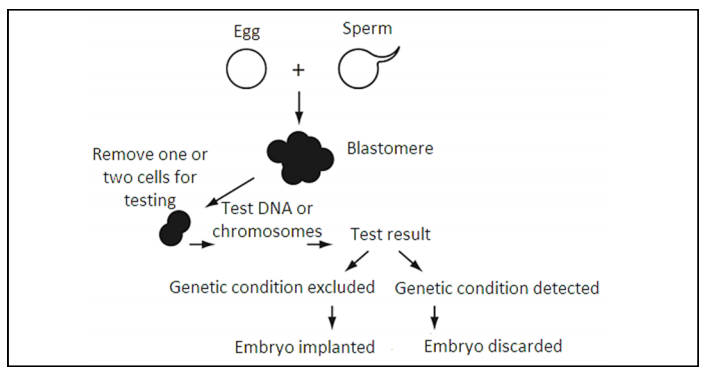 Egg
Sperm
+
Blastomere
Remove one or
two cells for
testing
Test DNA or
chromosomes
Test result
Genetic condition excluded
Genetic condition detected
Embryo implanted
Embryo discarded